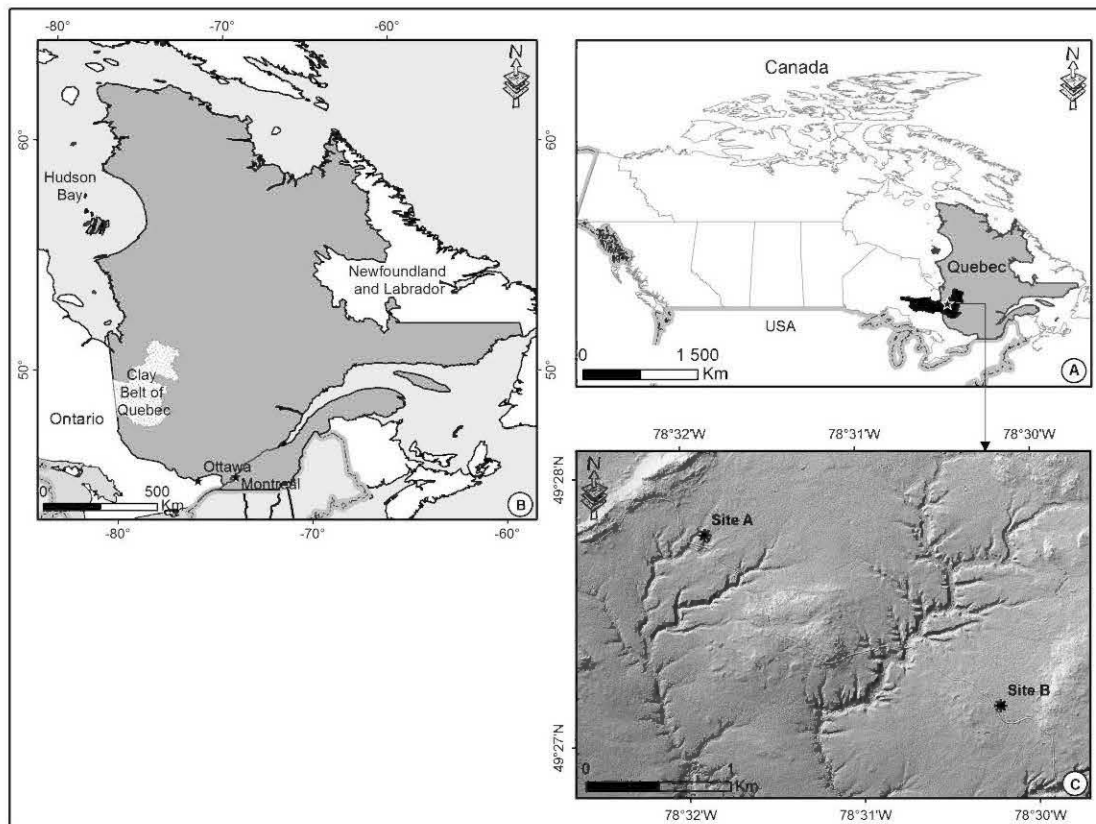 -80°
-70°
-60°
N
60°
60°
Hudson
Bay
Newfoundland
and Labrador
50°
50°
Clay
Belt of
Quebec
Ontario
Ottawa
Montreal
0 500
Km
B
-80°
-70°
-60°
Canada
N
Quebec
USA
0 1 500
Km
A
78°32'W
78°31'W
78°30'W
49°28'N
N
Site A
Site B
49°27'N
0 1
Km
C
78°32'W
78°31'W
78°30'W